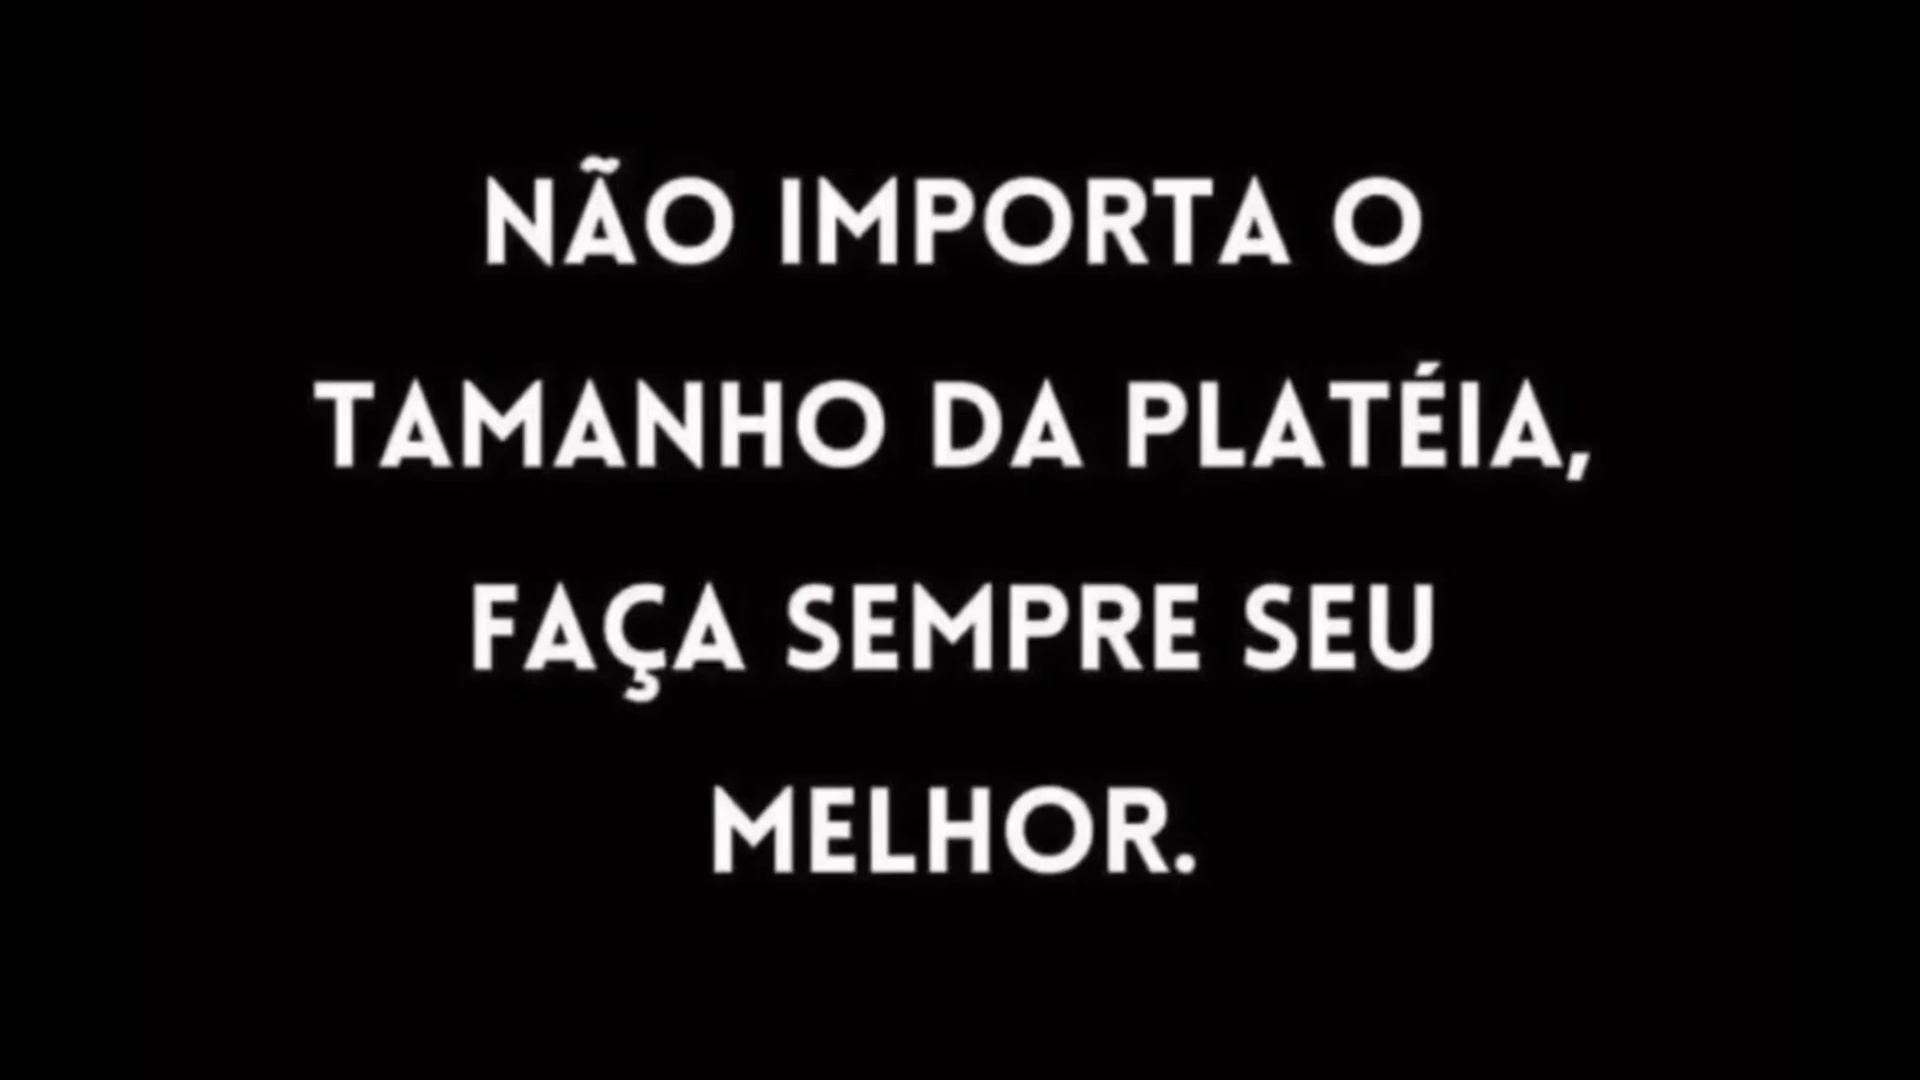 NÃO IMPORTA O
TAMANHO DA PLATÉIA,
FAÇA SEMPRE SEU
MELHOR.